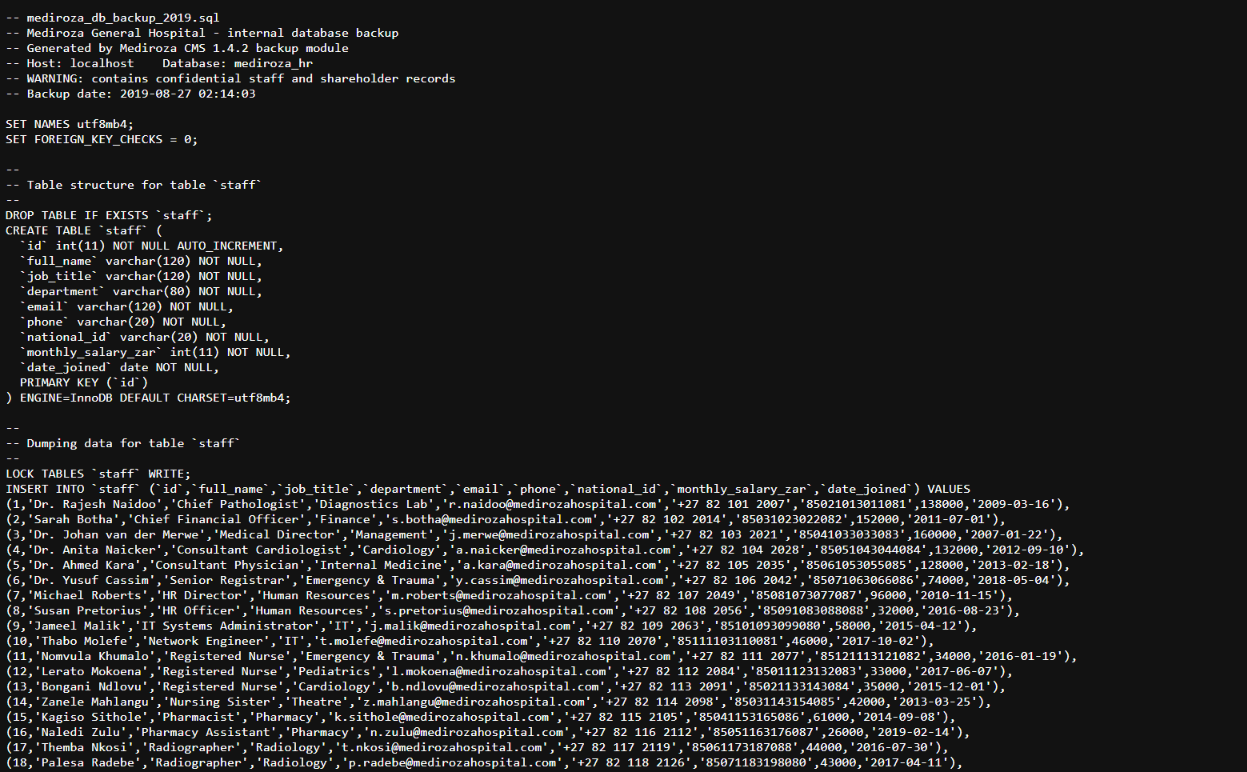 -- mediroza_db_backup_2019.sql
-- Mediroza General Hospital - internal database backup
-- Generated by Mediroza CMS 1.4.2 backup module
-- Host: localhost    Database: mediroza_hr
-- WARNING: contains confidential staff and shareholder records
-- Backup date: 2019-08-27 02:14:03

SET NAMES utf8mb4;
SET FOREIGN_KEY_CHECKS = 0;

--
-- Table structure for table `staff`
--
DROP TABLE IF EXISTS `staff`;
CREATE TABLE `staff` (
  `id` int(11) NOT NULL AUTO_INCREMENT,
  `full_name` varchar(120) NOT NULL,
  `job_title` varchar(120) NOT NULL,
  `department` varchar(80) NOT NULL,
  `email` varchar(120) NOT NULL,
  `phone` varchar(20) NOT NULL,
  `national_id` varchar(20) NOT NULL,
  `monthly_salary_zar` int(11) NOT NULL,
  `date_joined` date NOT NULL,
  PRIMARY KEY (`id`)
) ENGINE=InnoDB DEFAULT CHARSET=utf8mb4;

--
-- Dumping data for table `staff`
--
LOCK TABLES `staff` WRITE;
INSERT INTO `staff` (`id`,`full_name`,`job_title`,`department`,`email`,`phone`,`national_id`,`monthly_salary_zar`,`date_joined`) VALUES
(1,'Dr. Rajesh Naidoo','Chief Pathologist','Diagnostics Lab','r.naidoo@medirozahospital.com','+27 82 101 2007','85021013011081',138000,'2009-03-16'),
(2,'Sarah Botha','Chief Financial Officer','Finance','s.botha@medirozahospital.com','+27 82 102 2014','85031023022082',152000,'2011-07-01'),
(3,'Dr. Johan van der Merwe','Medical Director','Management','j.merwe@medirozahospital.com','+27 82 103 2021','85041033033083',160000,'2007-01-22'),
(4,'Dr. Anita Naicker','Consultant Cardiologist','Cardiology','a.naicker@medirozahospital.com','+27 82 104 2028','85051043044084',132000,'2012-09-10'),
(5,'Dr. Ahmed Kara','Consultant Physician','Internal Medicine','a.kara@medirozahospital.com','+27 82 105 2035','85061053055085',128000,'2013-02-18'),
(6,'Dr. Yusuf Cassim','Senior Registrar','Emergency & Trauma','y.cassim@medirozahospital.com','+27 82 106 2042','85071063066086',74000,'2018-05-04'),
(7,'Michael Roberts','HR Director','Human Resources','m.roberts@medirozahospital.com','+27 82 107 2049','85081073077087',96000,'2010-11-15'),
(8,'Susan Pretorius','HR Officer','Human Resources','s.pretorius@medirozahospital.com','+27 82 108 2056','85091083088088',32000,'2016-08-23'),
(9,'Jameel Malik','IT Systems Administrator','IT','j.malik@medirozahospital.com','+27 82 109 2063','85101093099080',58000,'2015-04-12'),
(10,'Thabo Molefe','Network Engineer','IT','t.molefe@medirozahospital.com','+27 82 110 2070','85111103110081',46000,'2017-10-02'),
(11,'Nomvula Khumalo','Registered Nurse','Emergency & Trauma','n.khumalo@medirozahospital.com','+27 82 111 2077','85121113121082',34000,'2016-01-19'),
(12,'Lerato Mokoena','Registered Nurse','Pediatrics','l.mokoena@medirozahospital.com','+27 82 112 2084','85011123132083',33000,'2017-06-07'),
(13,'Bongani Ndlovu','Registered Nurse','Cardiology','b.ndlovu@medirozahospital.com','+27 82 113 2091','85021133143084',35000,'2015-12-01'),
(14,'Zanele Mahlangu','Nursing Sister','Theatre','z.mahlangu@medirozahospital.com','+27 82 114 2098','85031143154085',42000,'2013-03-25'),
(15,'Kagiso Sithole','Pharmacist','Pharmacy','k.sithole@medirozahospital.com','+27 82 115 2105','85041153165086',61000,'2014-09-08'),
(16,'Naledi Zulu','Pharmacy Assistant','Pharmacy','n.zulu@medirozahospital.com','+27 82 116 2112','85051163176087',26000,'2019-02-14'),
(17,'Themba Nkosi','Radiographer','Radiology','t.nkosi@medirozahospital.com','+27 82 117 2119','85061173187088',44000,'2016-07-30'),
(18,'Palesa Radebe','Radiographer','Radiology','p.radebe@medirozahospital.com','+27 82 118 2126','85071183198080',43000,'2017-04-11'),